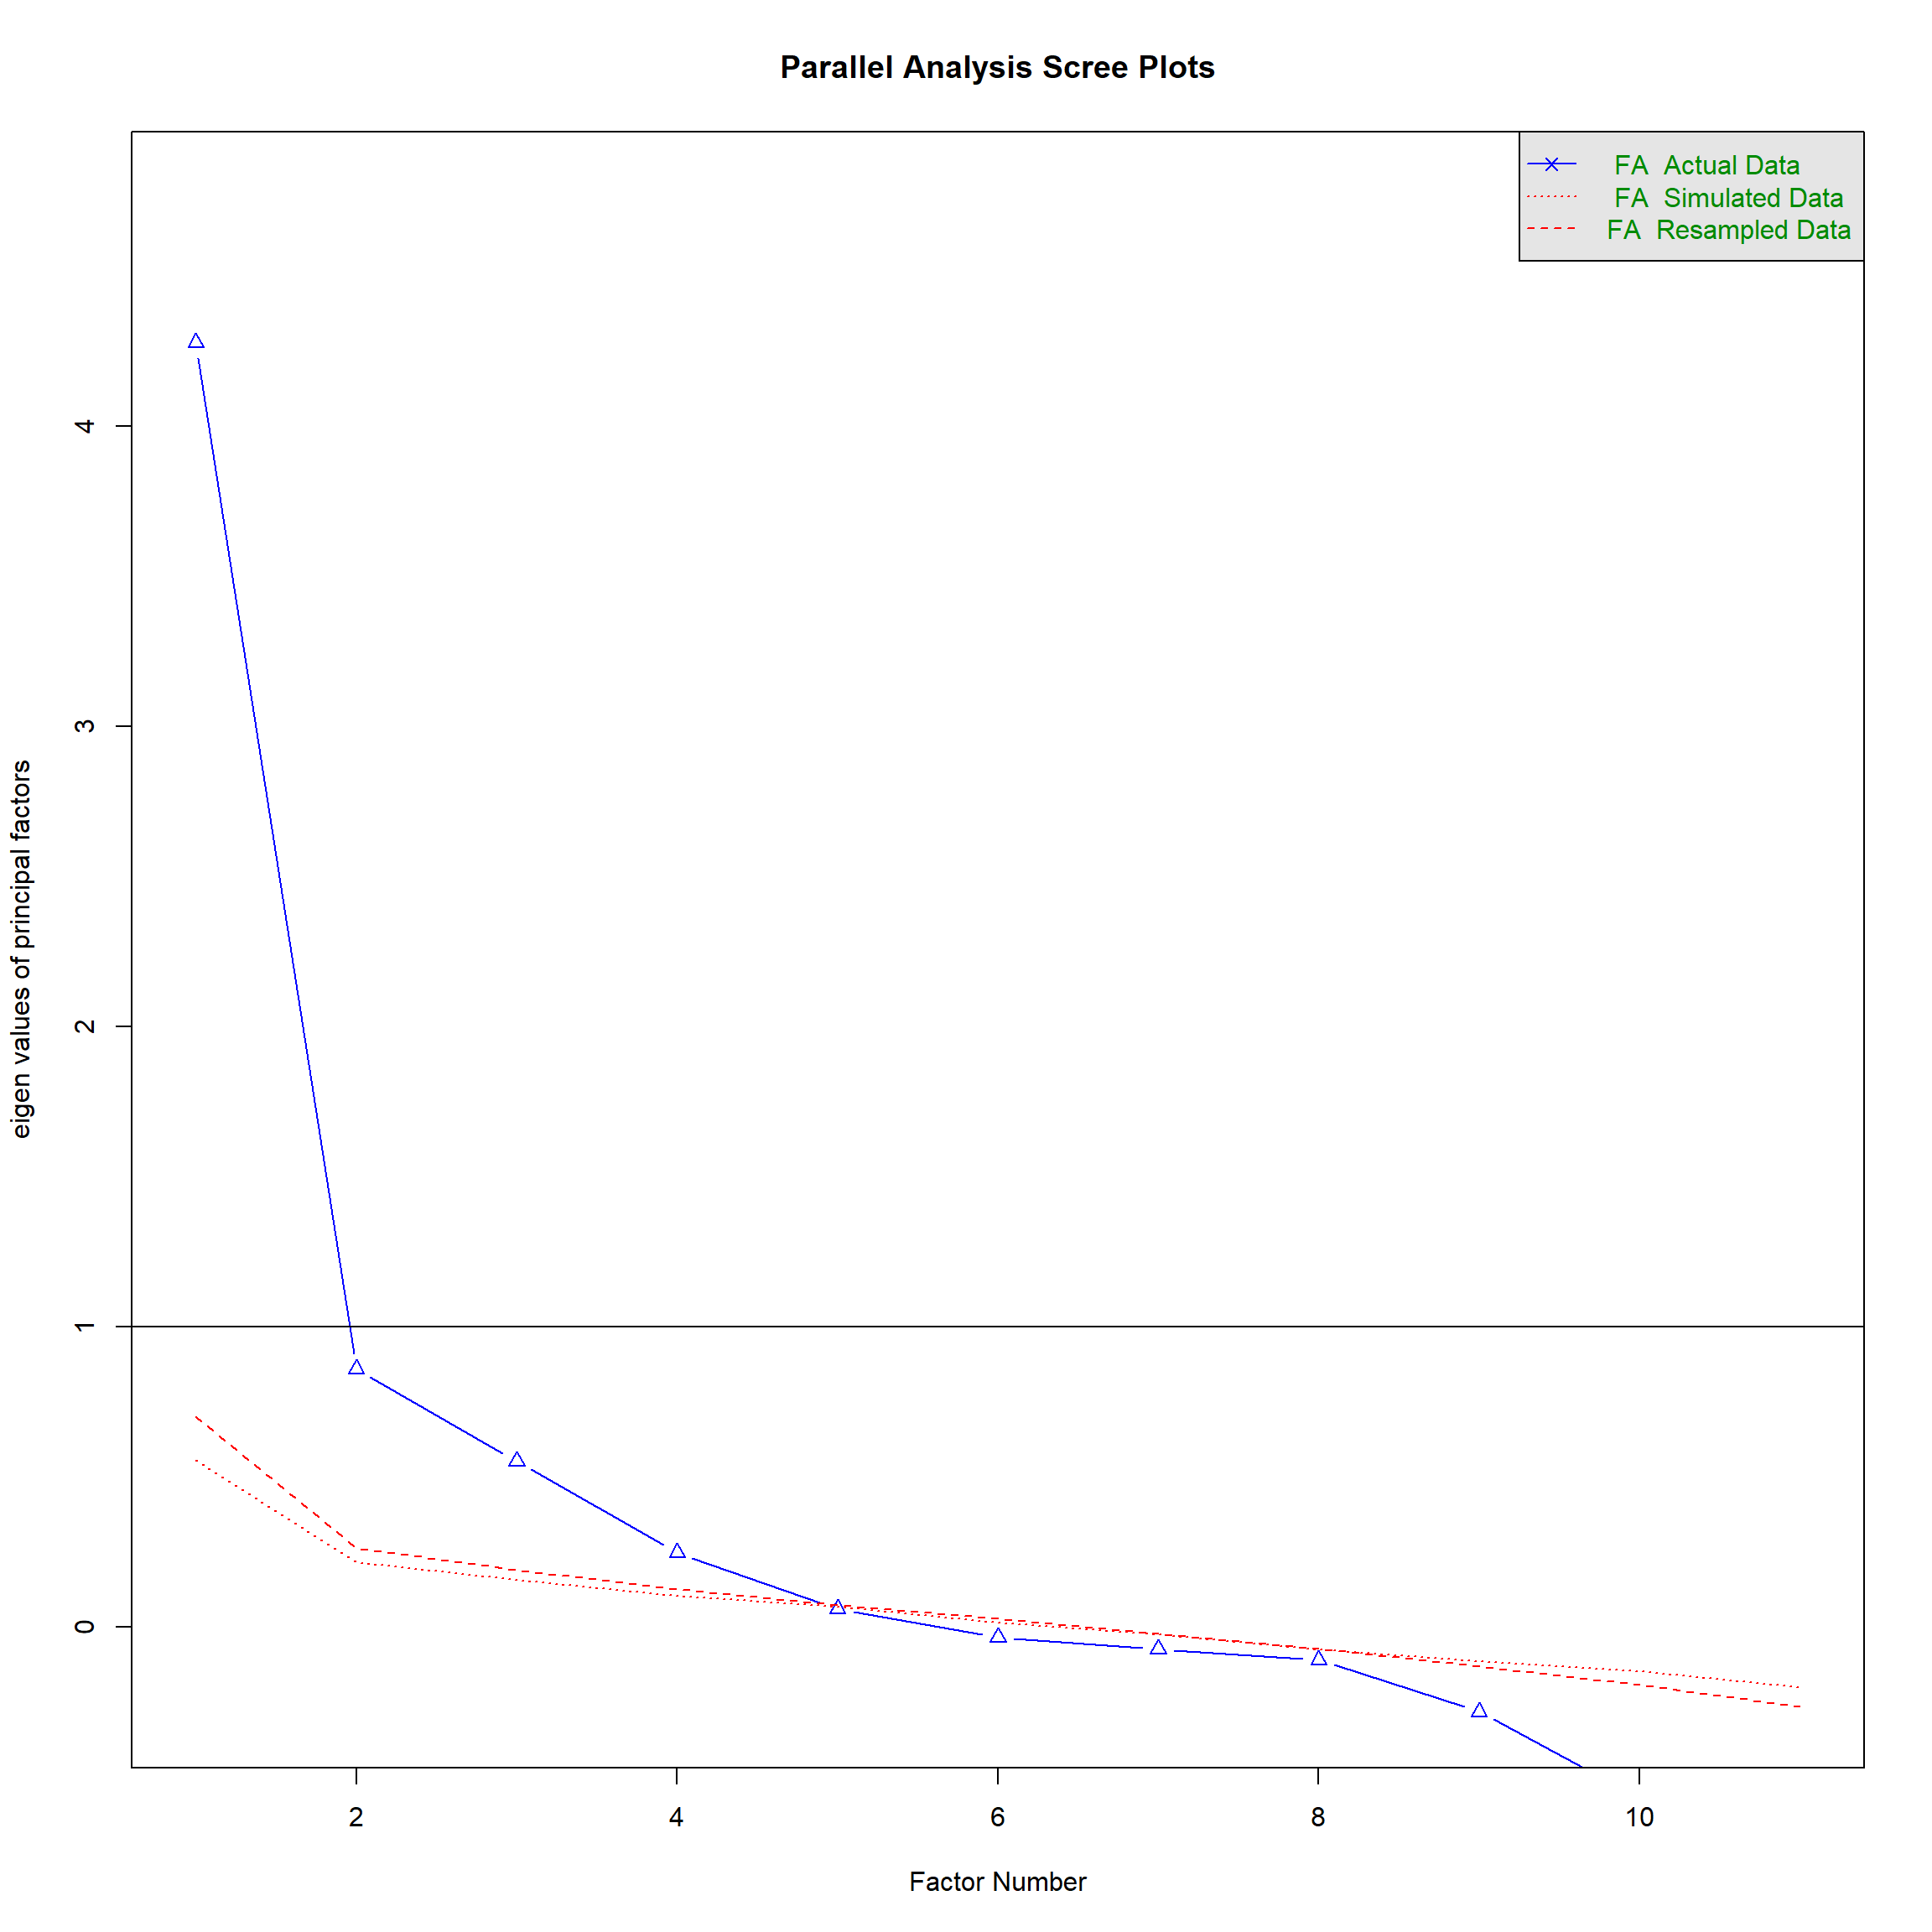 Parallel Analysis Scree Plots
FA Actual Data
FA Simulated Data
FA Resampled Data
eigen values of principal factors
4
3
2
1
0
2 4 6 8 10
Factor Number